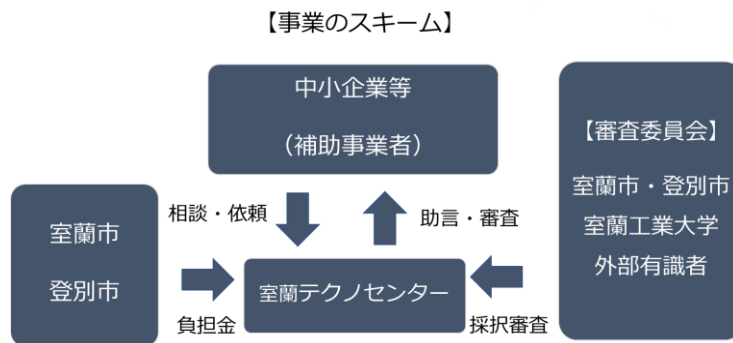 【事業のスキーム】
中小企業等
（補助事業者）
【審査委員会】
室蘭市・登別市
室蘭工業大学
外部有識者
相談・依頼
助言・審査
室蘭市
登別市
室蘭テクノセンター
負担金
採択審査